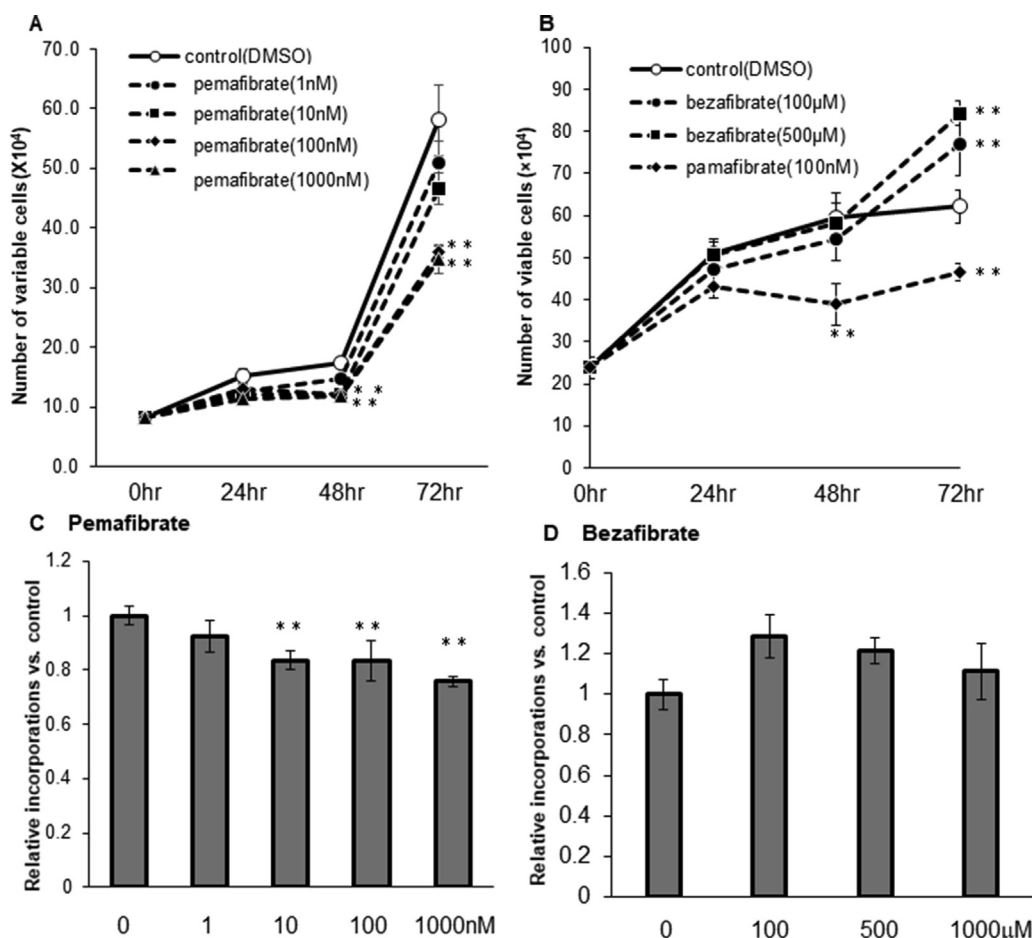 A
70.0
60.0
50.0
40.0
30.0
20.0
10.0
0.0
Number of variable cells (X10⁴)
control(DMSO)
pemafibrate(1nM)
pemafibrate(10nM)
pemafibrate(100nM)
pemafibrate(1000nM)
* *
* *
* *
* *
0hr 24hr 48hr 72hr
B
100
90
80
70
60
50
40
30
20
10
0
Number of viable cells (×10⁴)
control(DMSO)
bezafibrate(100µM)
bezafibrate(500µM)
pamafibrate(100nM)
* *
* *
* *
* *
0hr 24hr 48hr 72hr
C Pemafibrate
1.2
1
0.8
0.6
0.4
0.2
0
Relative incorporations vs. control
* * * * * *
0 1 10 100 1000nM
D Bezafibrate
1.6
1.4
1.2
1
0.8
0.6
0.4
0.2
0
Relative incorporations vs. control
0 100 500 1000µM